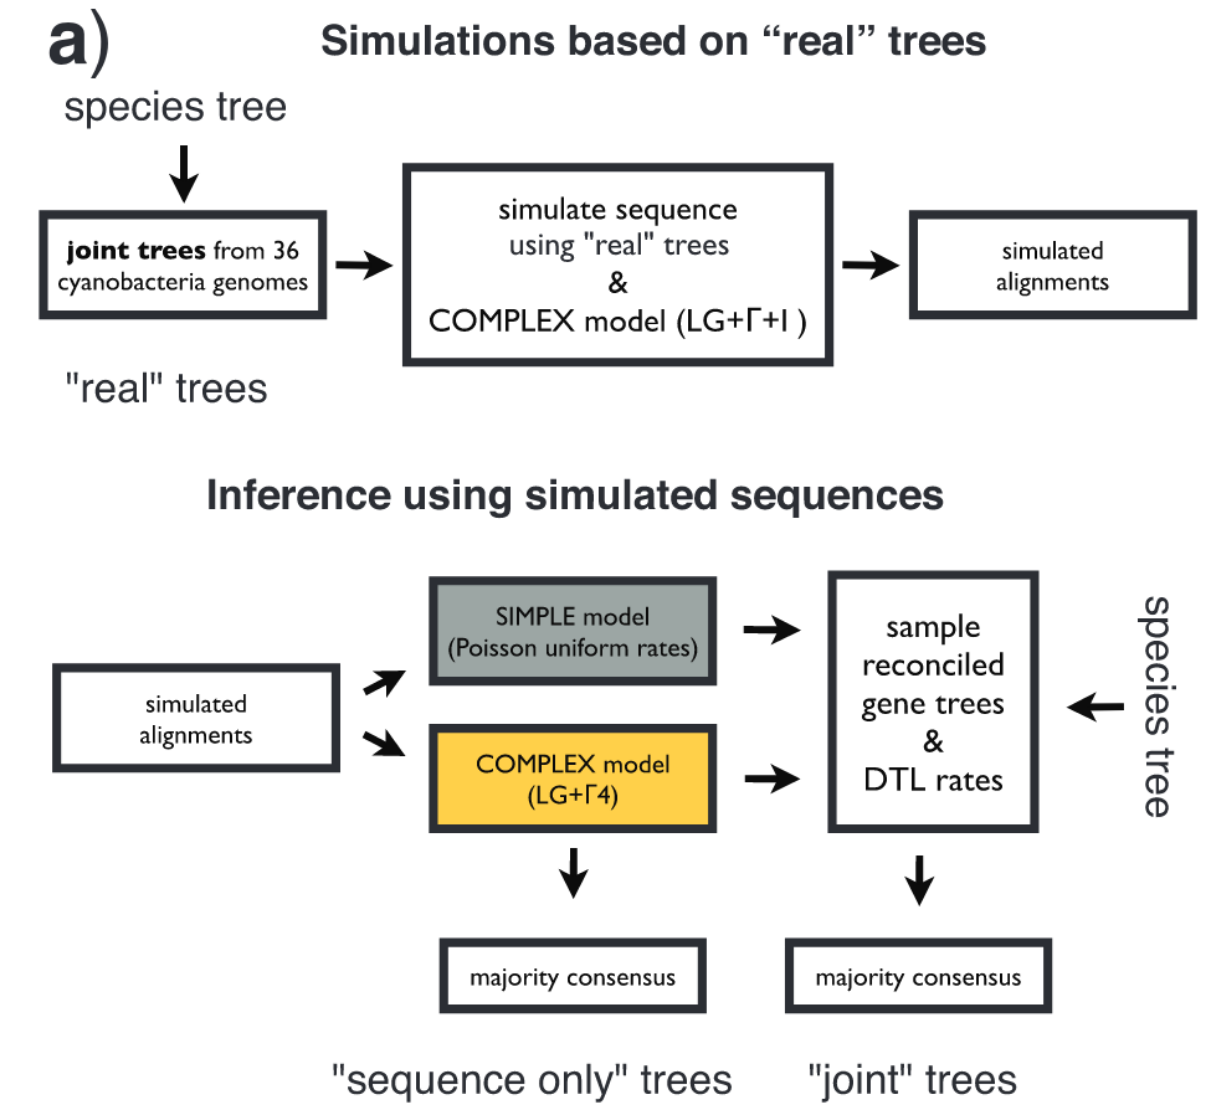 a)
Simulations based on “real” trees
species tree
joint trees from 36
cyanobacteria genomes
simulate sequence
using "real" trees
&
COMPLEX model (LG+Γ+I )
simulated
alignments
"real" trees
Inference using simulated sequences
simulated
alignments
SIMPLE model
(Poisson uniform rates)
COMPLEX model
(LG+Γ4)
sample
reconciled
gene trees
&
DTL rates
species tree
majority consensus
majority consensus
"sequence only" trees
"joint" trees